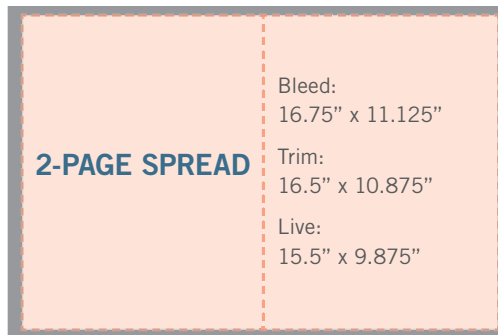 2-PAGE SPREAD
Bleed:
16.75” x 11.125”
Trim:
16.5” x 10.875”
Live:
15.5” x 9.875”